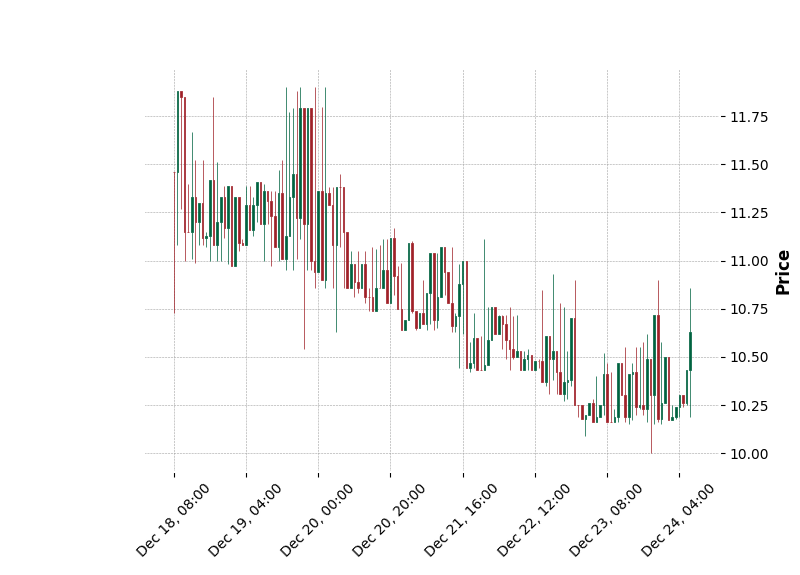 11.75
11.50
11.25
11.00
10.75
10.50
10.25
10.00
Price
Dec 18, 08:00
Dec 19, 04:00
Dec 20, 00:00
Dec 20, 20:00
Dec 21, 16:00
Dec 22, 12:00
Dec 23, 08:00
Dec 24, 04:00